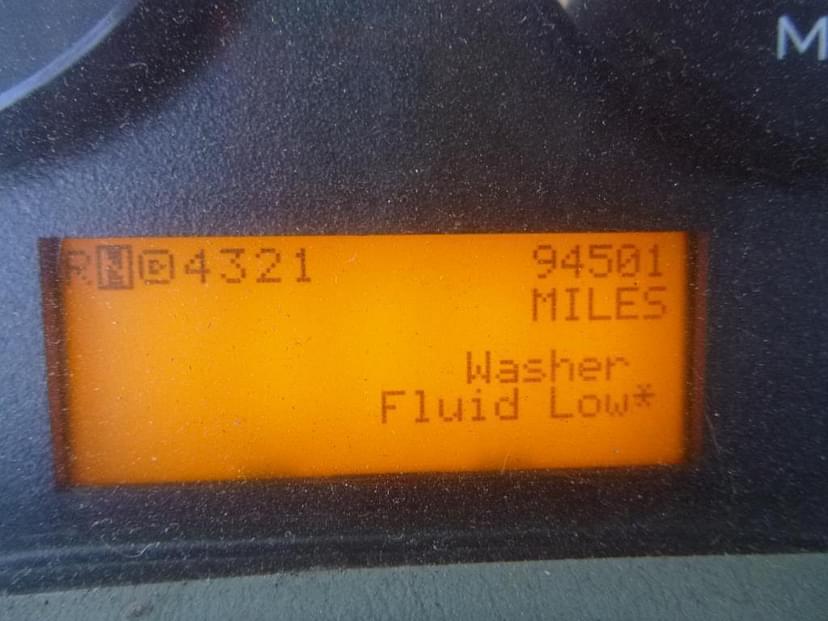 RND4321 94501
MILES
Washer
Fluid Low*
M